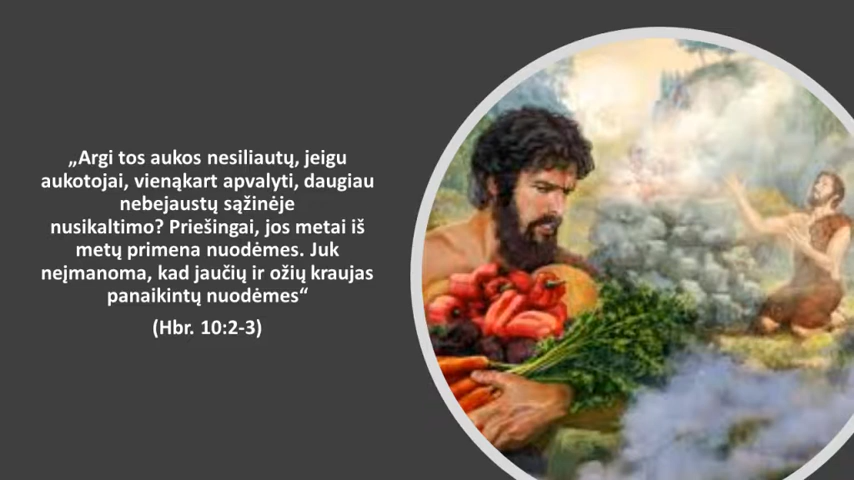 „Argi tos aukos nesiliautų, jeigu
aukotojai, vienąkart apvalyti, daugiau
nebejaustų sąžinėje
nusikaltimo? Priešingai, jos metai iš
metų primena nuodėmes. Juk
neįmanoma, kad jaučių ir ožių kraujas
panaikintų nuodėmes“
(Hbr. 10:2-3)